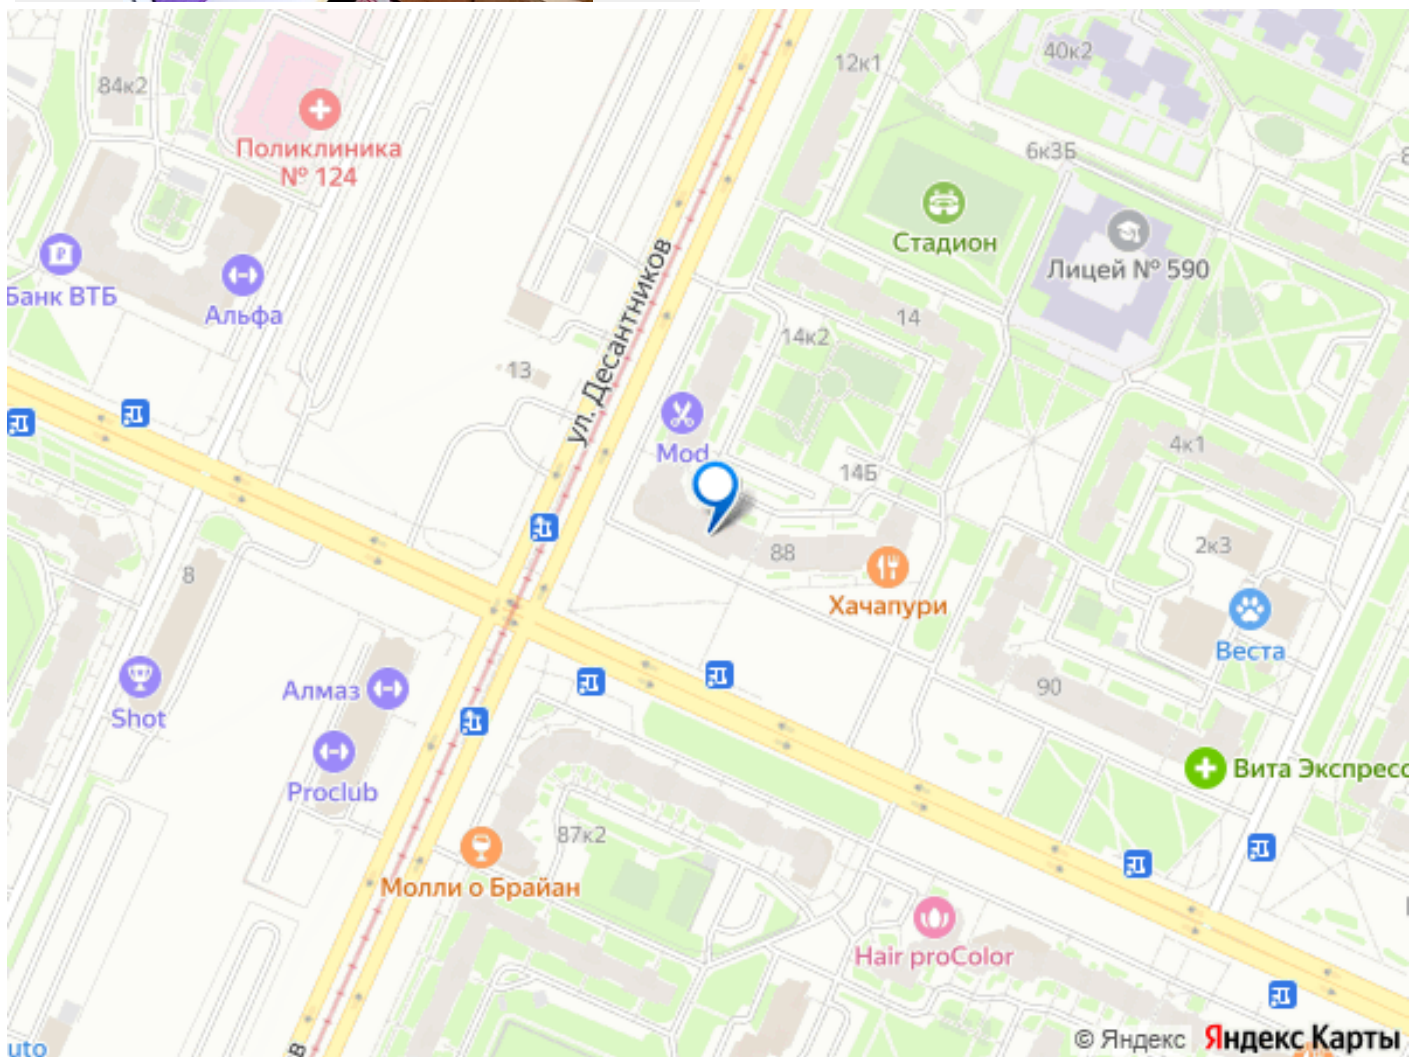 12к1
40к2
84к2
Поликлиника
№ 124
6к3Б
Стадион
Лицей № 590
Банк ВТБ
Альфа
ул. Десантников
14
14к2
13
Mod
4к1
14Б
88
2к3
8
Хачапури
Веста
Алмаз
90
Shot
Proclub
Вита Экспресс
87к2
Молли о Брайан
Hair proColor
© Яндекс Яндекс Карты
uto
в